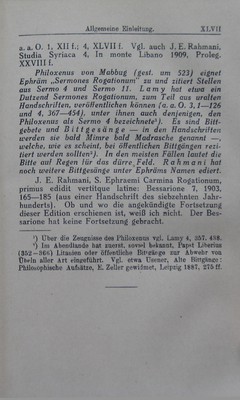 Allgemeine Einleitung. XLVII
a. a. O. 1, XII f.; 4, XLVII f. Vgl. auch J. E. Rahmani,
Studia Syriaca 4, In monte Libano 1909, Proleg.
XXVIII f.
Philoxenus von Mabbug (gest. um 523) eignet
Ephräm „Sermones Rogationum" zu und zitiert Stellen
aus Sermo 4 und Sermo 11. Lamy hat etwa ein
Dutzend Sermones Rogationum, zum Teil aus uralten
Handschriften, veröffentlichen können (a. a. O. 3, 1—126
und 4, 367—454), unter ihnen auch denjenigen, den
Philoxenus als Sermo 4 bezeichnete¹). Es sind Bitt-
gebete und Bittgesänge — in den Handschriften
werden sie bald Mimre bald Madrasche genannt —,
welche, wie es scheint, bei öffentlichen Bittgängen rezi-
tiert werden sollten²). In den meisten Fällen lautet die
Bitte auf Regen für das dürre Feld. Rahmani hat
noch weitere Bittgesänge unter Ephräms Namen ediert.
J. E. Rahmani, S. Ephraemi Carmina Rogationum,
primus edidit vertitque latine: Bessarione 7, 1903,
165—185 (aus einer Handschrift des siebzehnten Jahr-
hunderts). Ob und wo die angekündigte Fortsetzung
dieser Edition erschienen ist, weiß ich nicht. Der Bes-
sarione hat keine Fortsetzung gebracht.
¹) Über die Zeugnisse des Philoxenus vgl. Lamy 4, 357. 438.
²) Im Abendlande hat zuerst, soviel bekannt, Papst Liberius
(352—366) Litanien oder öffentliche Bittgänge zur Abwehr von
Übeln aller Art eingeführt. Vgl. etwa Usener, Alte Bittgänge:
Philosophische Aufsätze, E. Zeller gewidmet, Leipzig 1887, 275 ff.